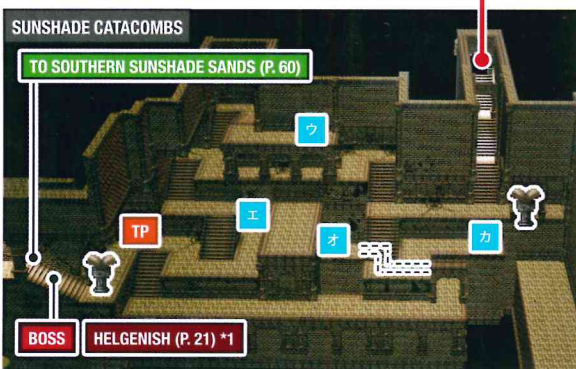 SUNSHADE CATACOMBS
TO SOUTHERN SUNSHADE SANDS (P. 60)
ウ
エ
TP
オ
カ
BOSS
HELGENISH (P. 21) *1